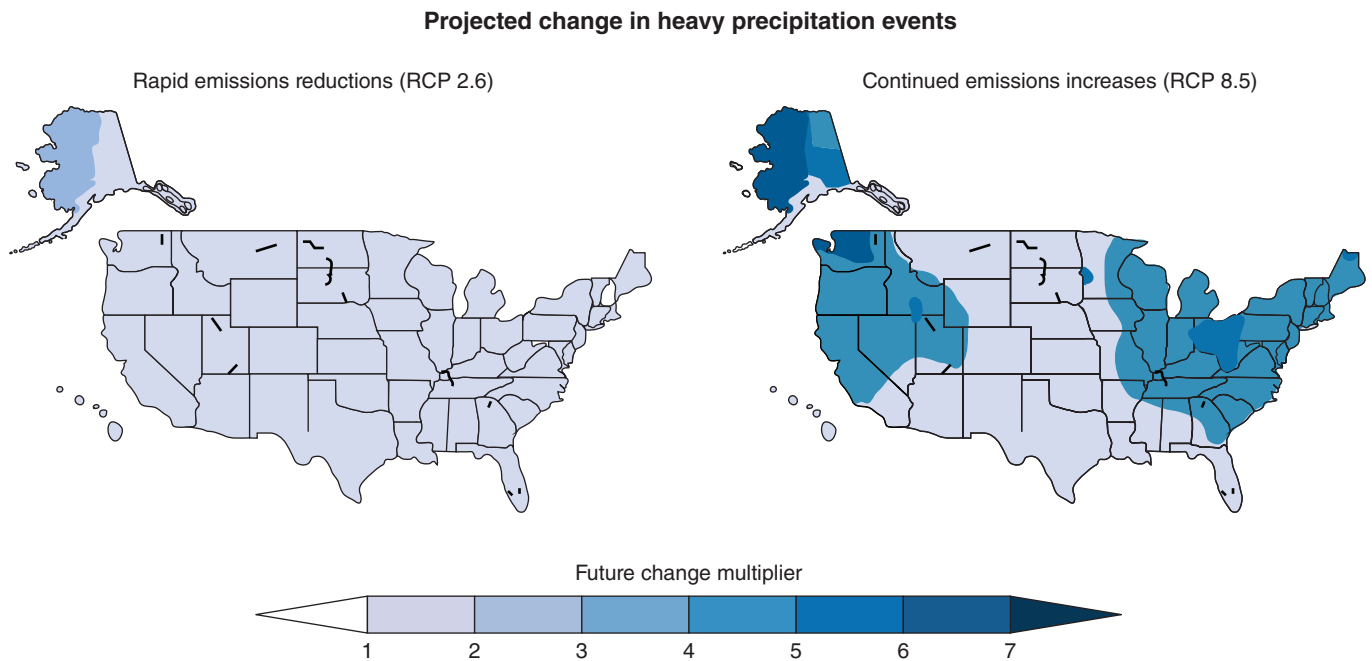 Projected change in heavy precipitation events
Rapid emissions reductions (RCP 2.6)
Continued emissions increases (RCP 8.5)
Future change multiplier
1 2 3 4 5 6 7